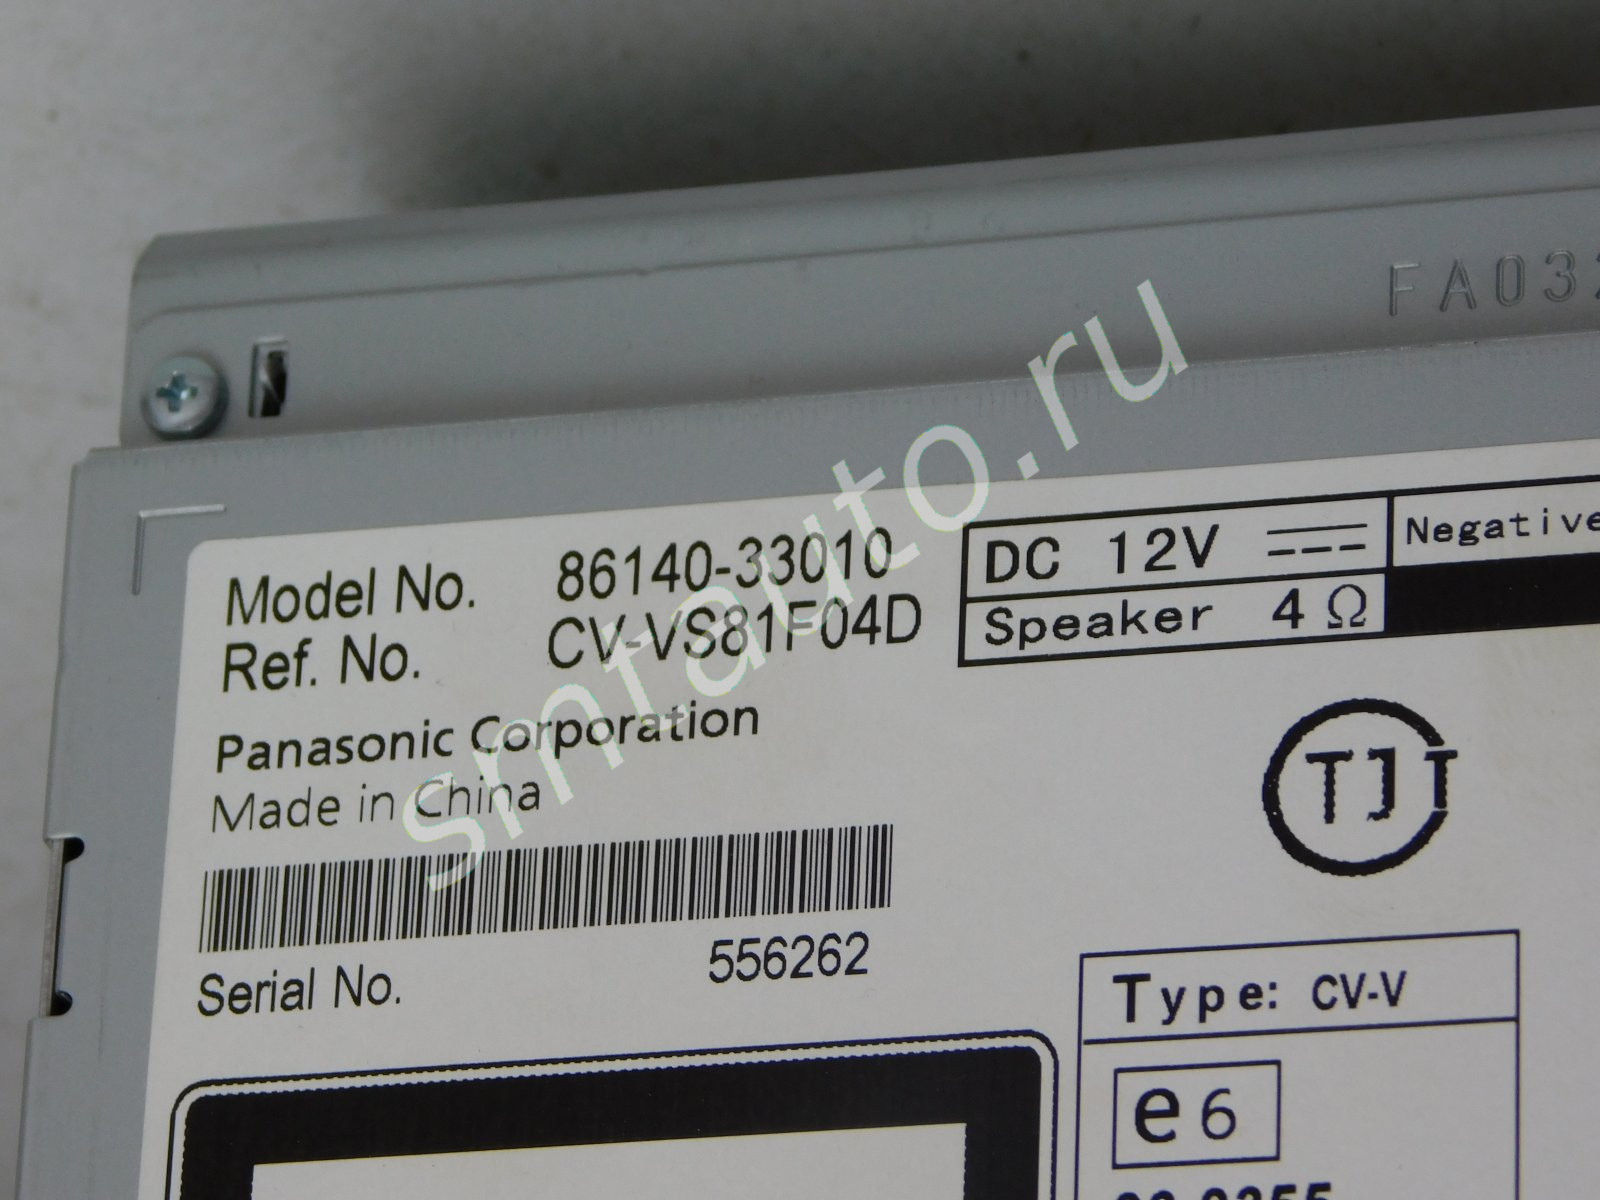 FA032
Model No. 86140-33010
Ref. No. CV-VS81F04D
DC 12V
Negative
Speaker 4 Ω
Panasonic Corporation
Made in China
TJT
556262
Serial No.
Type: CV-V
e6
smtauto.ru